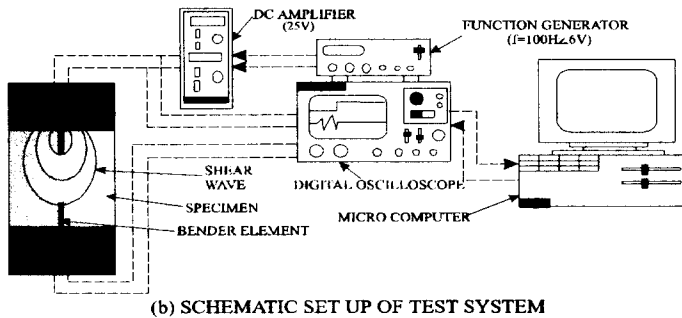 DC AMPLIFIER
(25V)
FUNCTION GENERATOR
(f=100Hz∠6V)
SHEAR
WAVE
DIGITAL OSCILLOSCOPE
SPECIMEN
MICRO COMPUTER
BENDER ELEMENT
(b) SCHEMATIC SET UP OF TEST SYSTEM